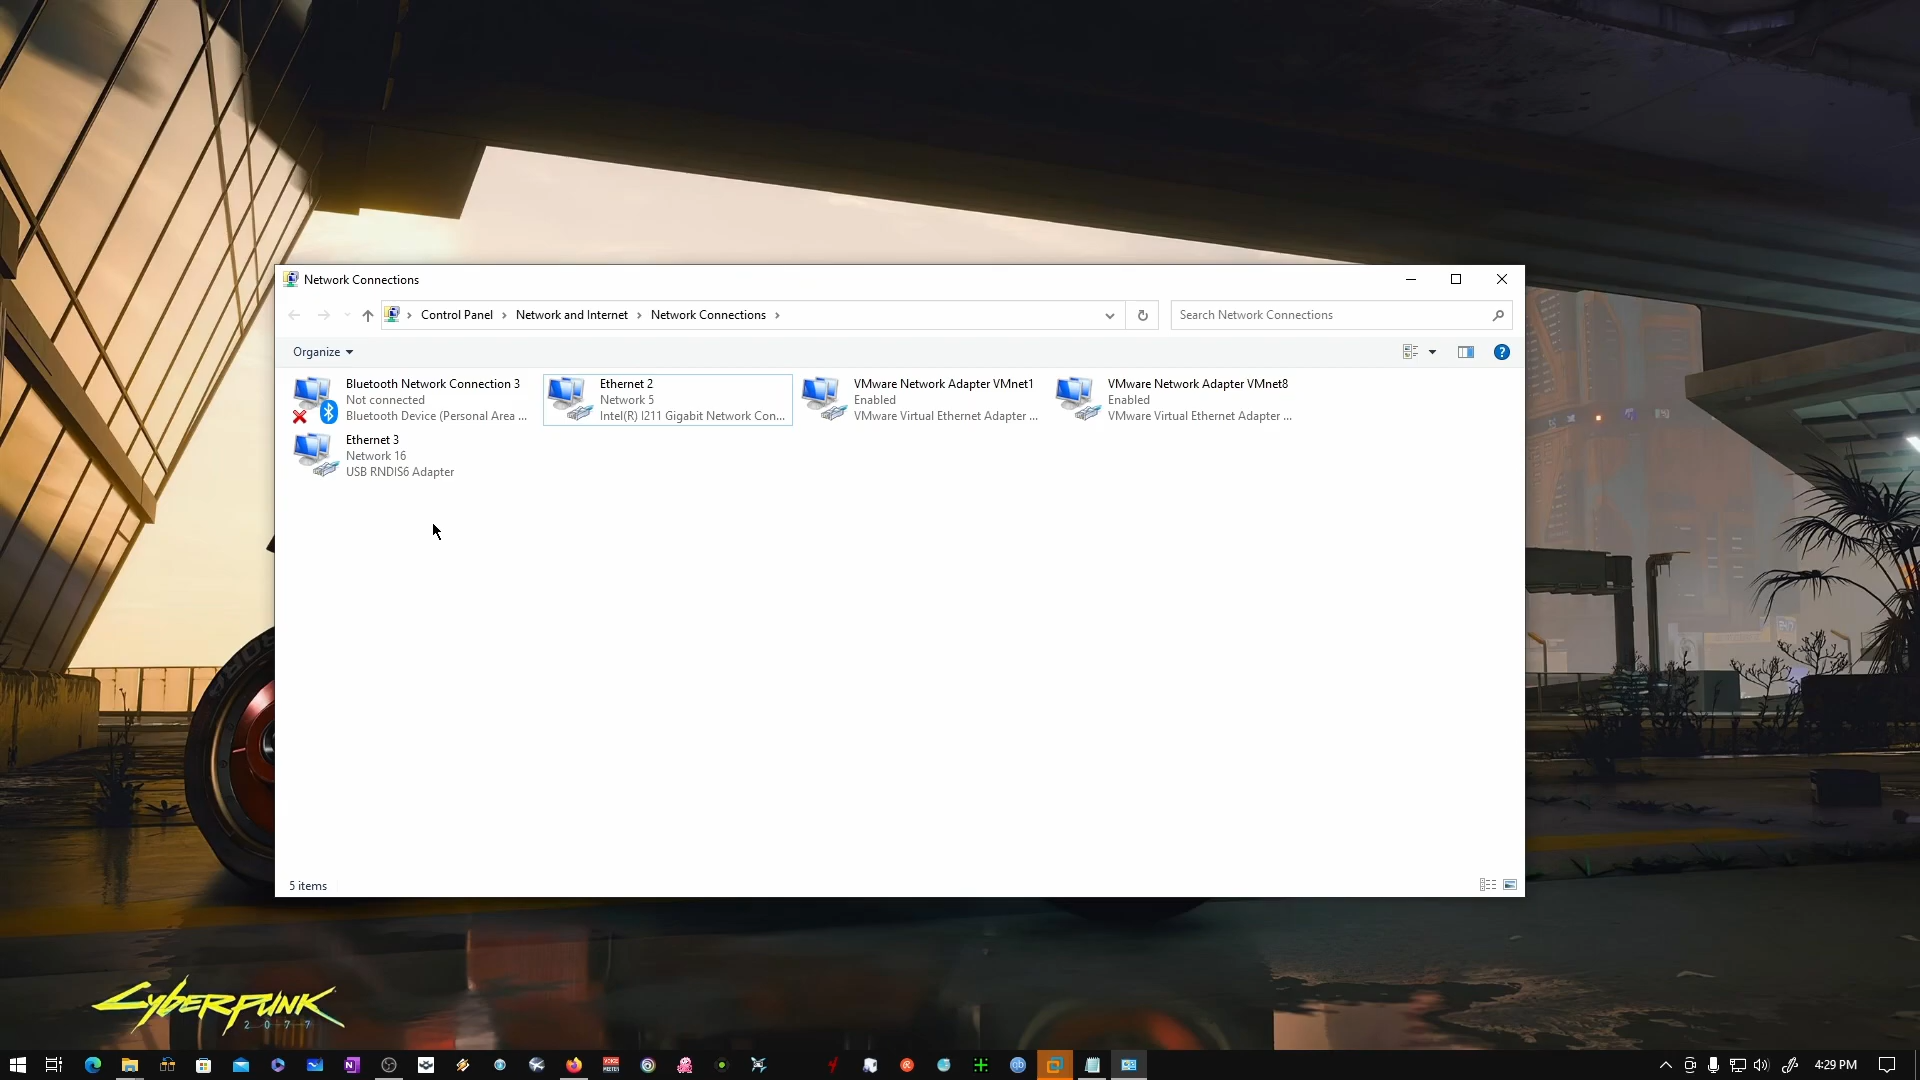 Network Connections
Control Panel
Network and Internet
Network Connections
Search Network Connections
Organize
Bluetooth Network Connection 3
Not connected
Bluetooth Device (Personal Area ...
Ethernet 2
Network 5
Intel(R) I211 Gigabit Network Con...
VMware Network Adapter VMnet1
Enabled
VMware Virtual Ethernet Adapter ...
VMware Network Adapter VMnet8
Enabled
VMware Virtual Ethernet Adapter ...
Ethernet 3
Network 16
USB RNDIS6 Adapter
5 items
Cyberpunk
2077
4:29 PM